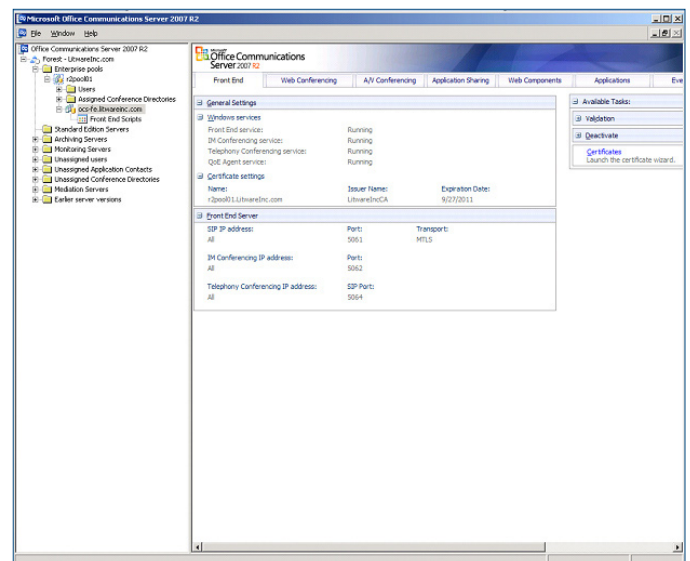 Microsoft Office Communications Server 2007 R2
File Window Help
Office Communications Server 2007 R2
Forest - LitwareInc.com
Enterprise pools
r2pool01
Users
Assigned Conference Directories
ocs-fe.litwareinc.com
Front End Scripts
Standard Edition Servers
Archiving Servers
Monitoring Servers
Unassigned users
Unassigned Application Contacts
Unassigned Conference Directories
Mediation Servers
Earlier server versions
Microsoft
Office Communications
Server 2007 R2
Front End Web Conferencing A/V Conferencing Application Sharing Web Components Applications Eve
General Settings
Windows services
Front End service: Running
IM Conferencing service: Running
Telephony Conferencing service: Running
QoE Agent service: Running
Certificate settings
Name: Issuer Name: Expiration Date:
r2pool01.LitwareInc.com LitwareIncCA 9/27/2011
Front End Server
SIP IP address: Port: Transport:
All 5061 MTLS
IM Conferencing IP address: Port:
All 5062
Telephony Conferencing IP address: SIP Port:
All 5064
Available Tasks:
Validation
Deactivate
Certificates
Launch the certificate wizard.